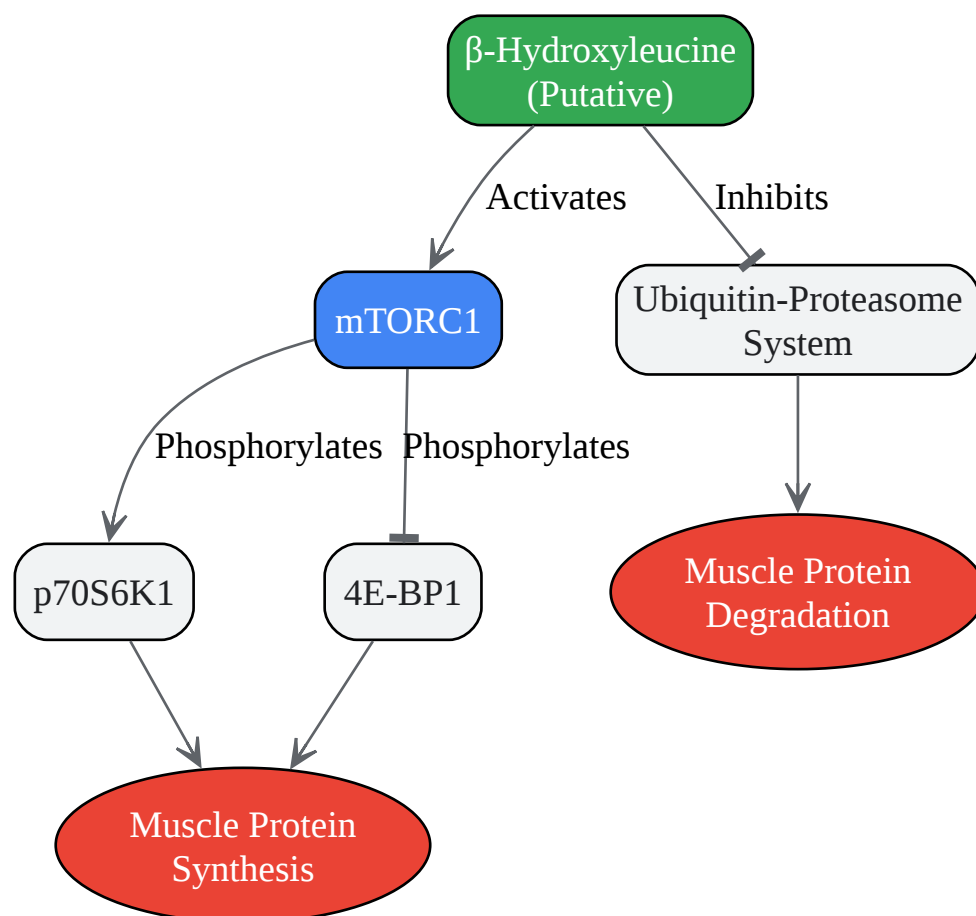 β-Hydroxyleucine
(Putative)
Activates
Inhibits
mTORC1
Ubiquitin-Proteasome
System
Phosphorylates
Phosphorylates
p70S6K1
4E-BP1
Muscle Protein
Degradation
Muscle Protein
Synthesis